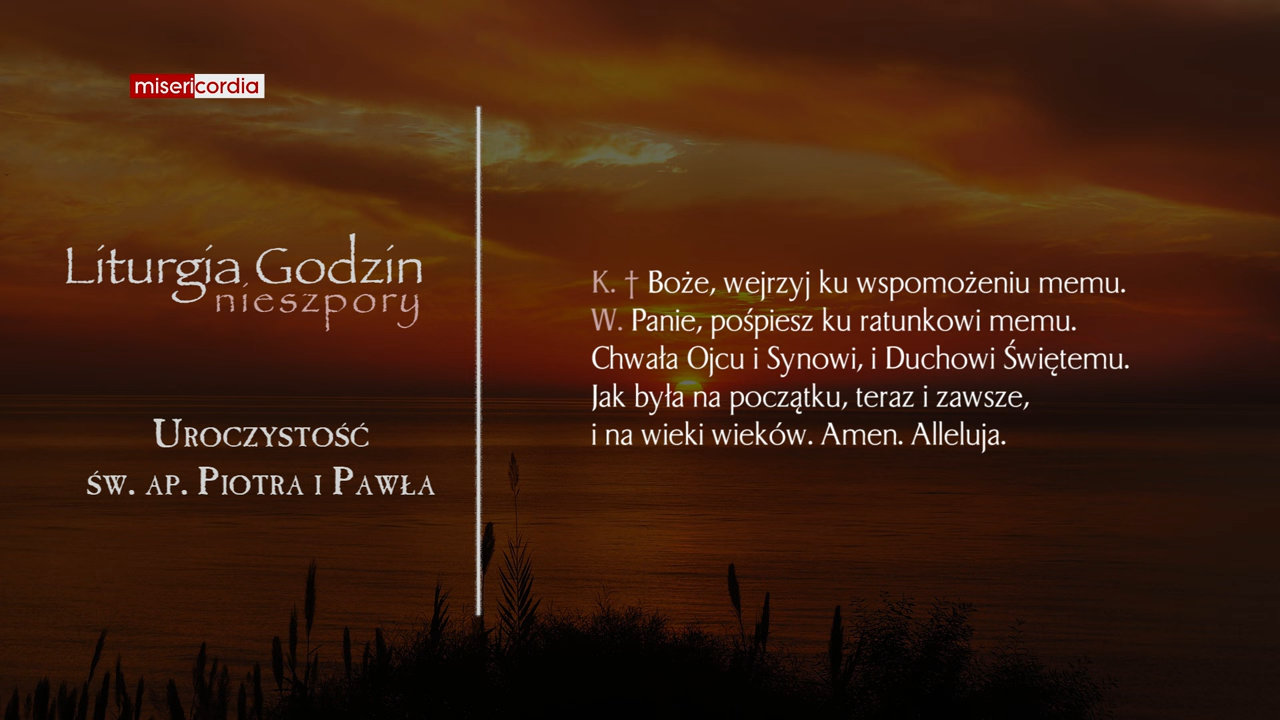 misericordia
Liturgia Godzin
nieszpory
Uroczystość
św. ap. Piotra i Pawła
K. † Boże, wejrzyj ku wspomożeniu memu.
W. Panie, pośpiesz ku ratunkowi memu.
Chwała Ojcu i Synowi, i Duchowi Świętemu.
Jak była na początku, teraz i zawsze,
i na wieki wieków. Amen. Alleluja.